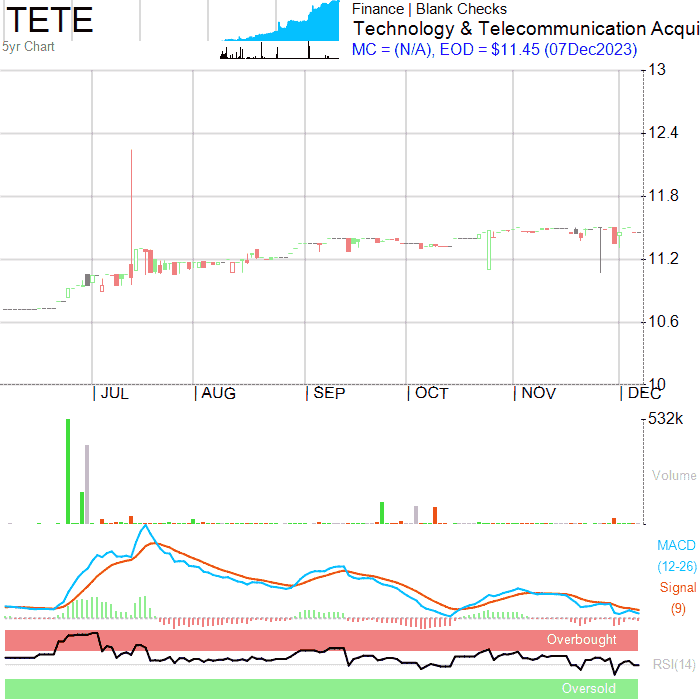 TETE
5yr Chart
Finance | Blank Checks
Technology & Telecommunication Acqui
MC = (N/A), EOD = $11.45 (07Dec2023)
13
12.4
11.8
11.2
10.6
10
JUL AUG SEP OCT NOV DEC
532k
Volume
MACD
(12-26)
Signal
(9)
Overbought
RSI(14)
Oversold